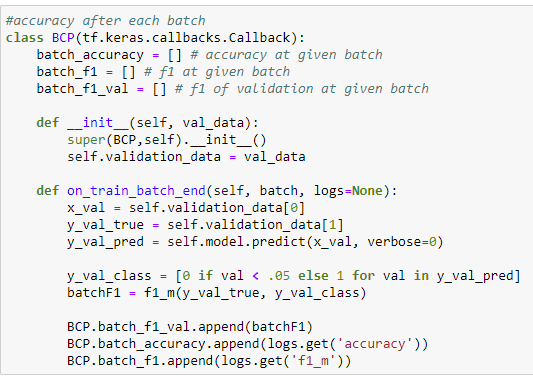 #accuracy after each batch
class BCP(tf.keras.callbacks.Callback):
    batch_accuracy = [] # accuracy at given batch
    batch_f1 = [] # f1 at given batch
    batch_f1_val = [] # f1 of validation at given batch

    def __init__(self, val_data):
        super(BCP,self).__init__()
        self.validation_data = val_data

    def on_train_batch_end(self, batch, logs=None):
        x_val = self.validation_data[0]
        y_val_true = self.validation_data[1]
        y_val_pred = self.model.predict(x_val, verbose=0)

        y_val_class = [0 if val < .05 else 1 for val in y_val_pred]
        batchF1 = f1_m(y_val_true, y_val_class)

        BCP.batch_f1_val.append(batchF1)
        BCP.batch_accuracy.append(logs.get('accuracy'))
        BCP.batch_f1.append(logs.get('f1_m'))